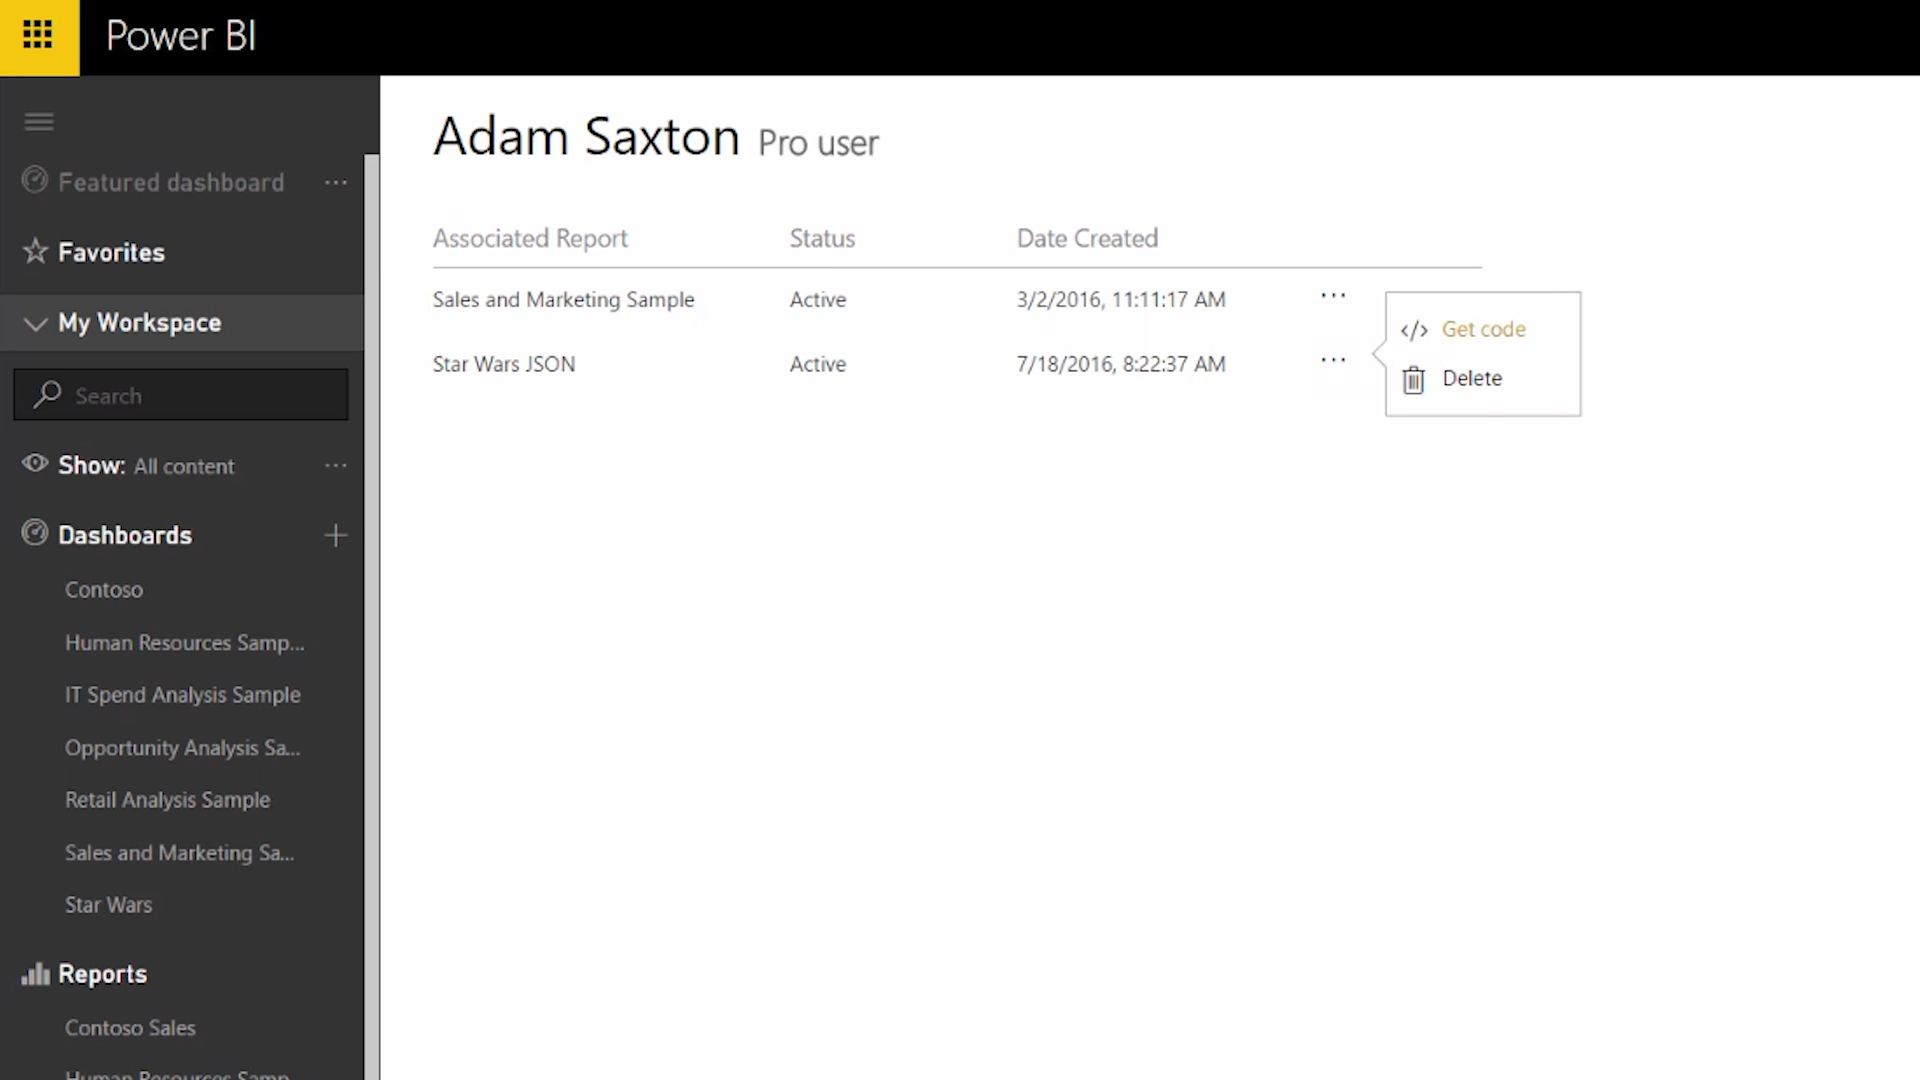 Power BI
Featured dashboard ...
Favorites
My Workspace
Search
Show: All content ...
Dashboards +
Contoso
Human Resources Samp...
IT Spend Analysis Sample
Opportunity Analysis Sa...
Retail Analysis Sample
Sales and Marketing Sa...
Star Wars
Reports
Contoso Sales
Human Resources Samp...
Adam Saxton Pro user
Associated Report Status Date Created
Sales and Marketing Sample Active 3/2/2016, 11:11:17 AM ...
Star Wars JSON Active 7/18/2016, 8:22:37 AM ...
</> Get code
Delete